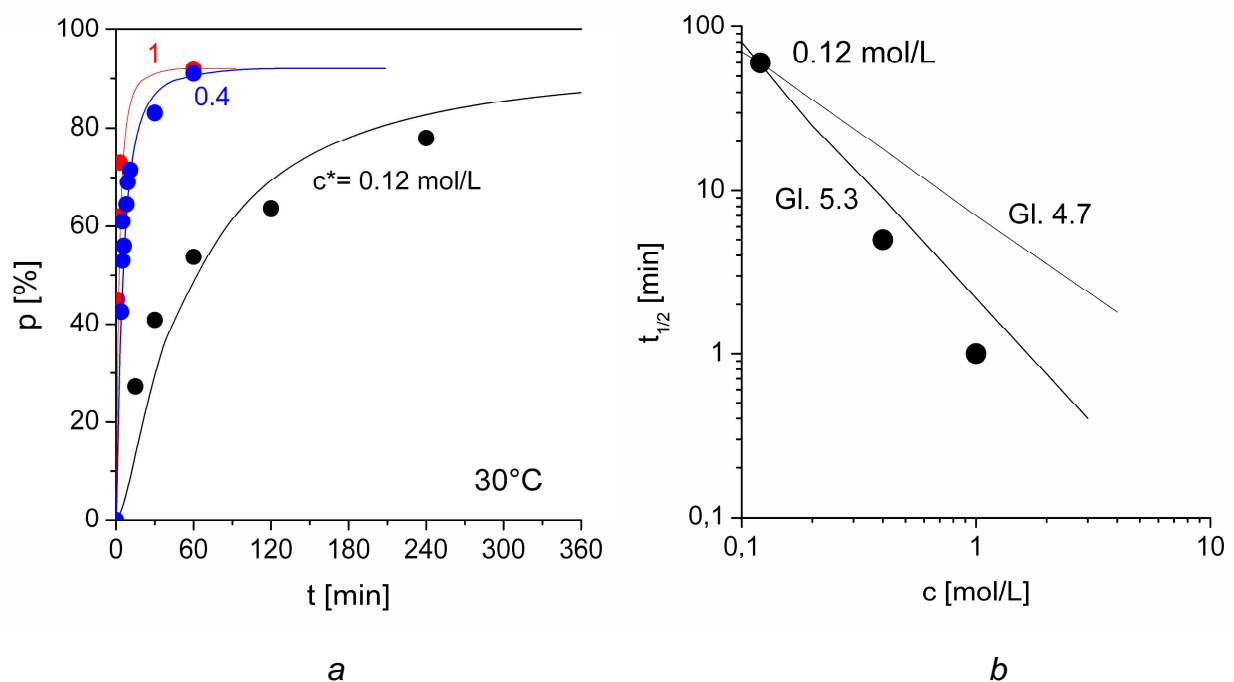 100
80
60
40
20
0
p [%]
1
0.4
c*= 0.12 mol/L
30°C
0
60
120
180
240
300
360
t [min]
a
100
10
1
0,1
t1/2 [min]
0.12 mol/L
Gl. 5.3
Gl. 4.7
0,1
1
10
c [mol/L]
b